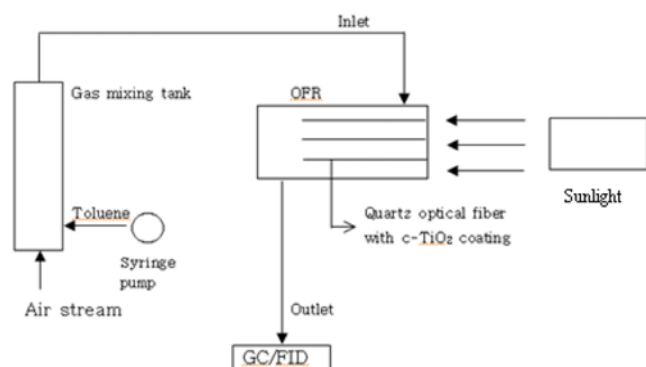 Inlet
Gas mixing tank
OFR
Toluene
Syringe
pump
Air stream
Sunlight
Quartz optical fiber
with c-TiO₂ coating
Outlet
GC/FID